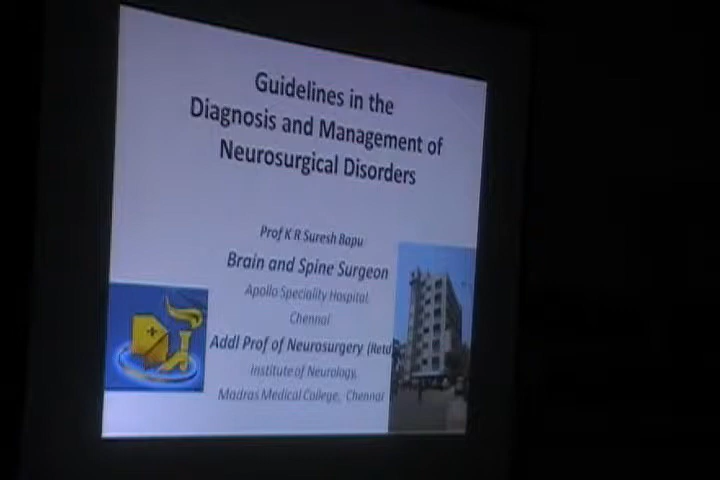 Guidelines in the
Diagnosis and Management of
Neurosurgical Disorders
Prof K R Suresh Bapu
Brain and Spine Surgeon
Apollo Speciality Hospital,
Chennai
Addl Prof of Neurosurgery (Retd
Institute of Neurology,
Madras Medical College, Chennai